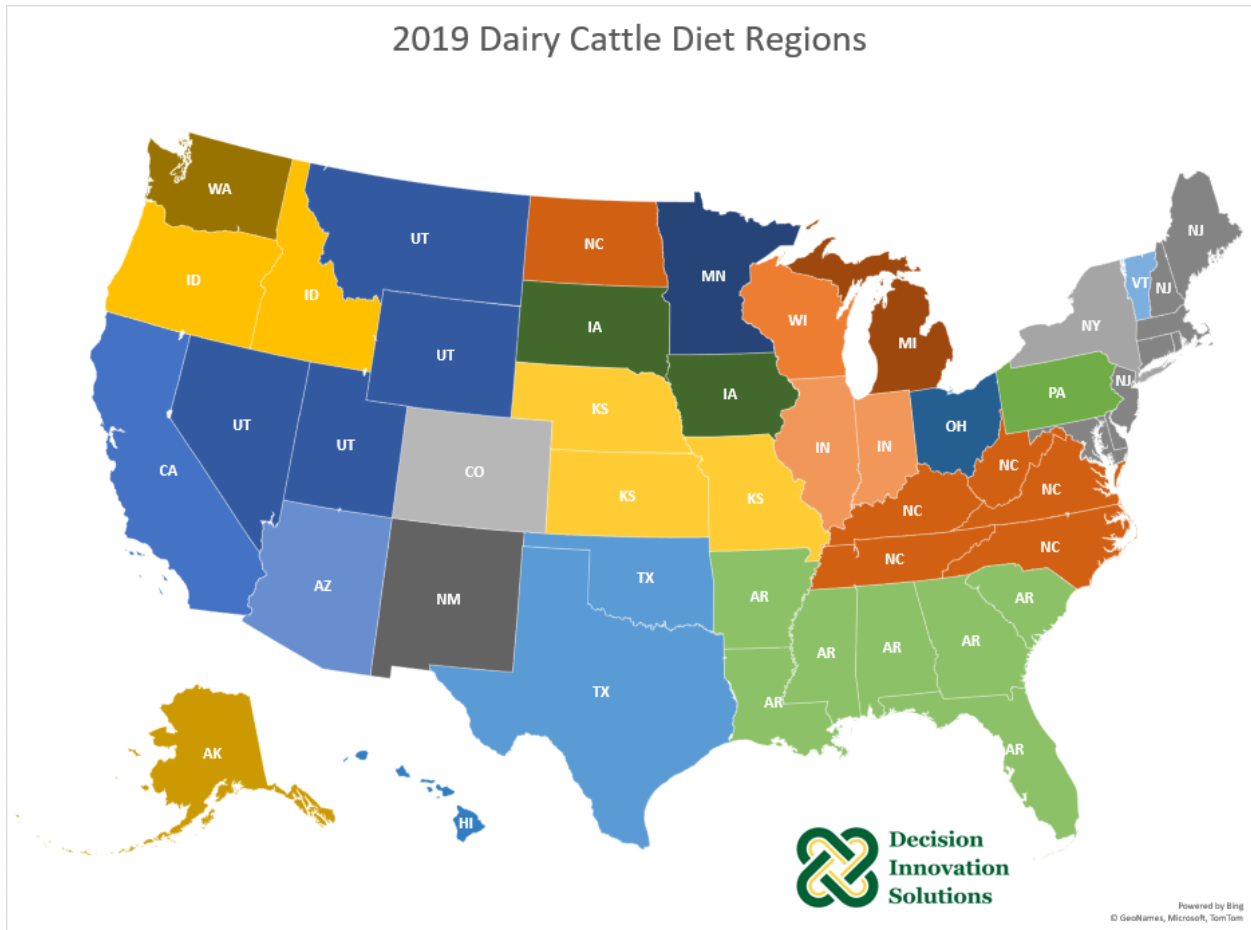 2019 Dairy Cattle Diet Regions
WA
UT
NC
MN
NJ
ID
ID
IA
WI
MI
VT
NJ
NY
UT
KS
IA
PA
NJ
UT
UT
CO
KS
KS
IN
IN
OH
NC
NC
CA
NC
NC
NC
AZ
NM
TX
AR
AR
TX
AR
AR
AR
AR
AR
AK
HI
Decision
Innovation
Solutions
Powered by Bing
© GeoNames, Microsoft, TomTom